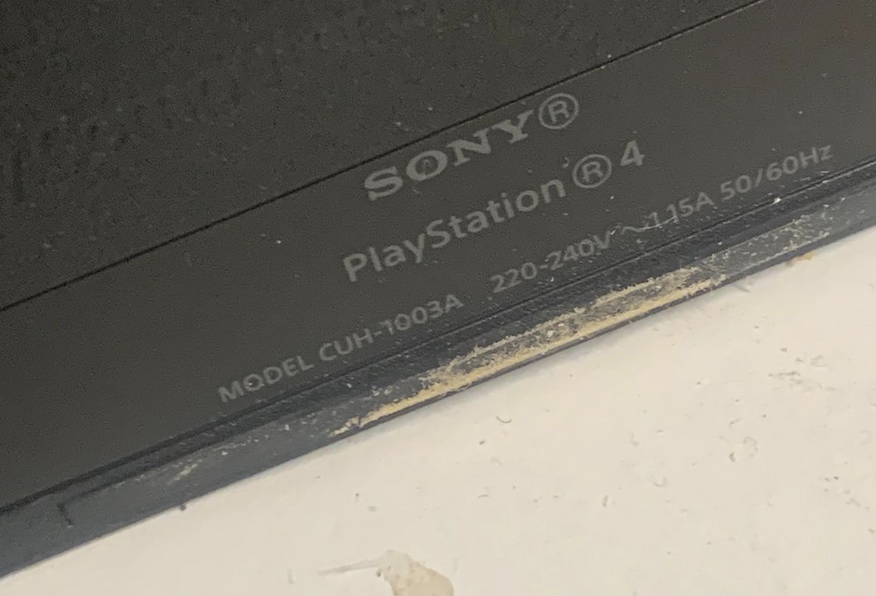 SONY®
PlayStation®4
MODEL CUH-1003A 220-240V ～ 1.15A 50/60Hz